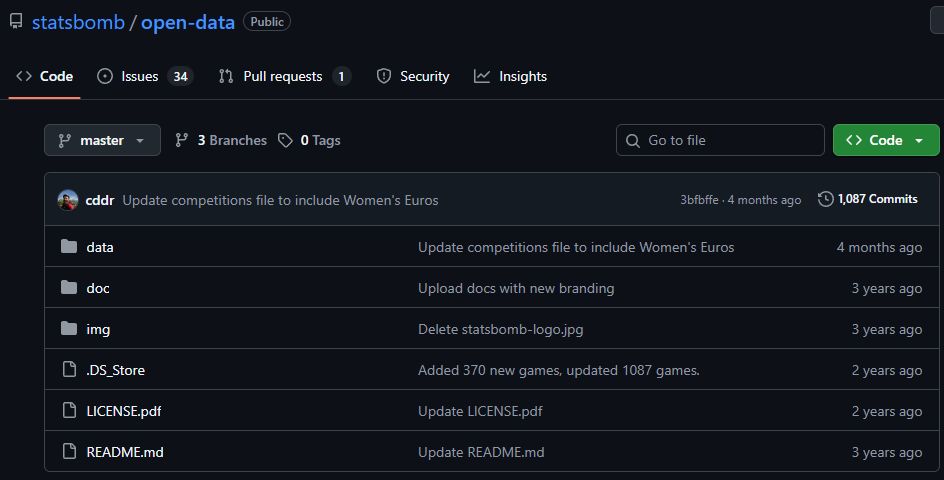 statsbomb / open-data Public
Code Issues 34 Pull requests 1 Security Insights
master 3 Branches 0 Tags Go to file Code
cddr Update competitions file to include Women's Euros 3bfbffe · 4 months ago 1,087 Commits
data Update competitions file to include Women's Euros 4 months ago
doc Upload docs with new branding 3 years ago
img Delete statsbomb-logo.jpg 3 years ago
.DS_Store Added 370 new games, updated 1087 games. 2 years ago
LICENSE.pdf Update LICENSE.pdf 2 years ago
README.md Update README.md 3 years ago